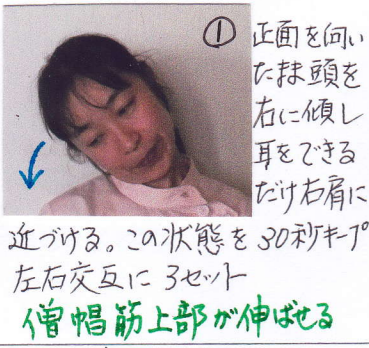 ①
正面を向い
たまま頭を
右に傾し
耳をできる
だけ右肩に
近づける。この状態を30秒キープ
左右交互に3セット
僧帽筋上部が伸ばせる